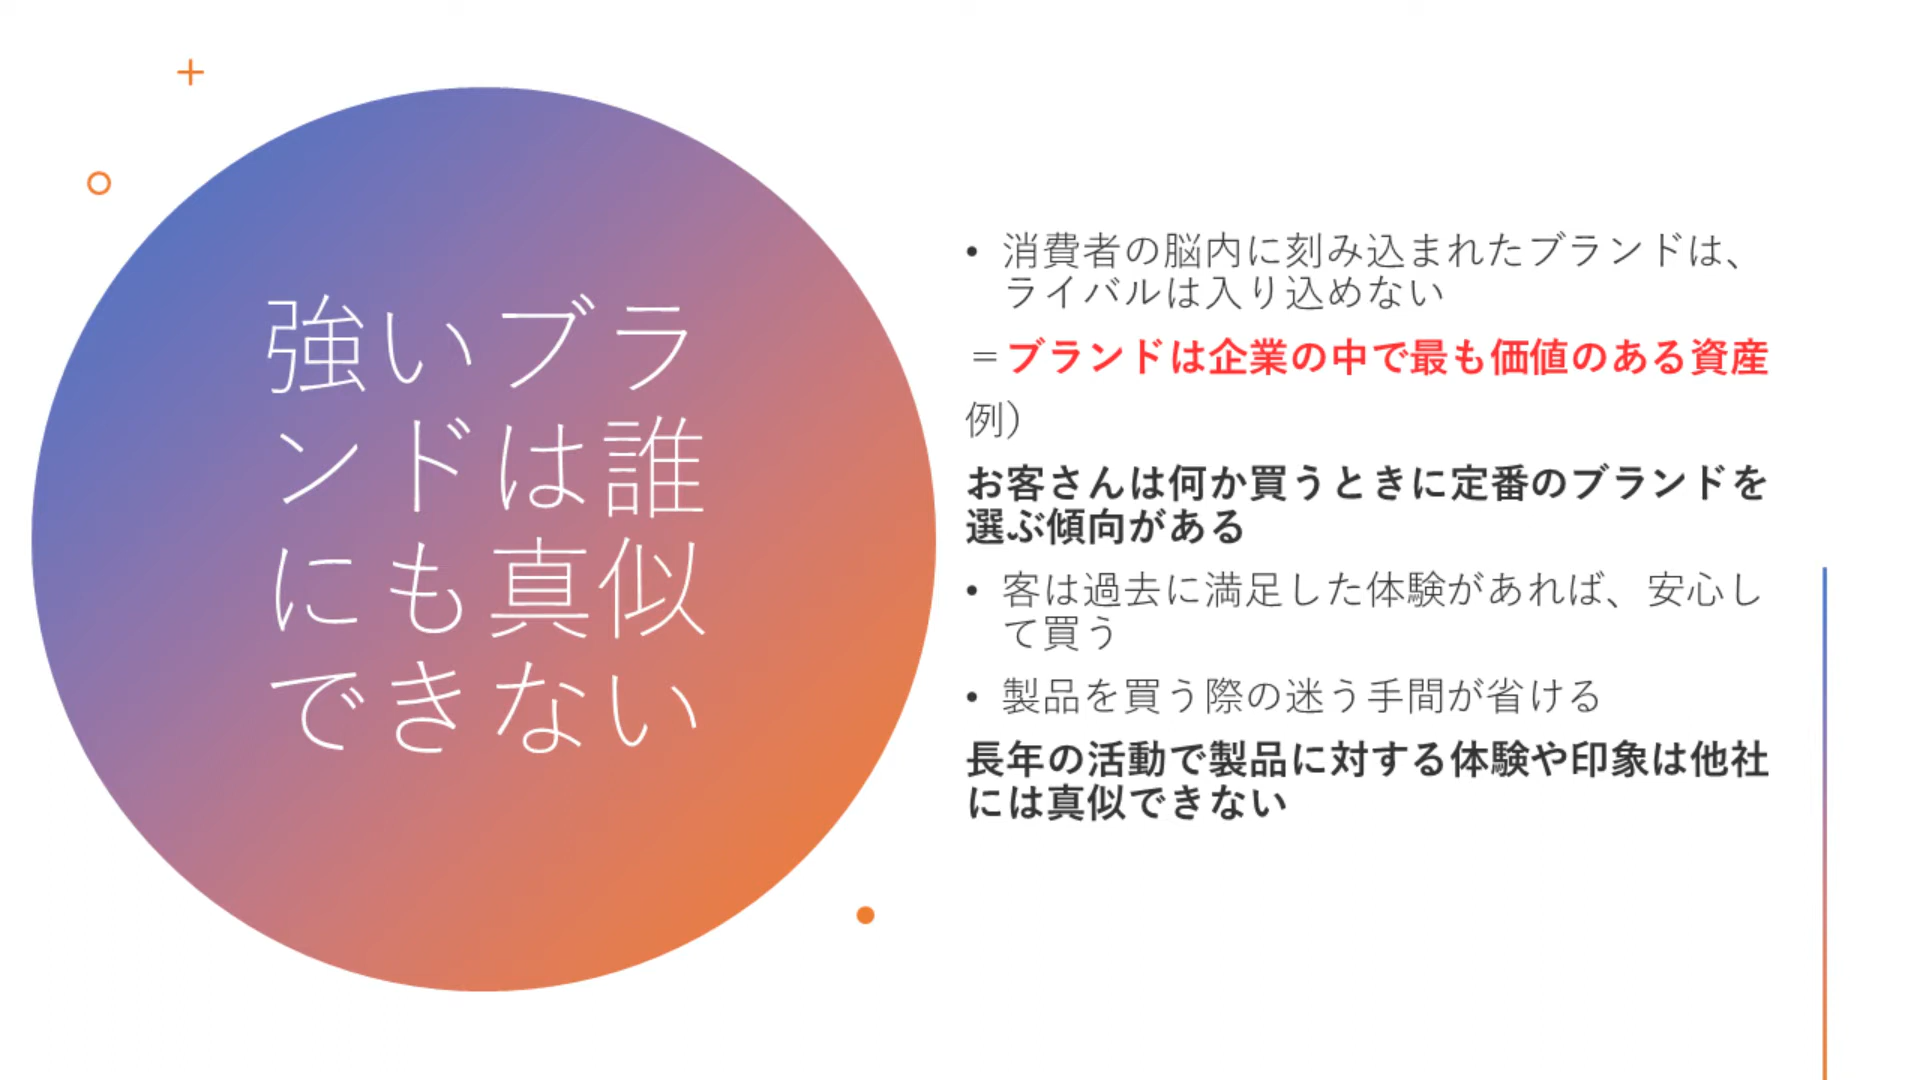 強いブラ
ンドは誰
にも真似
できない
• 消費者の脳内に刻み込まれたブランドは、
ライバルは入り込めない
＝ブランドは企業の中で最も価値のある資産
例）
お客さんは何か買うときに定番のブランドを
選ぶ傾向がある
• 客は過去に満足した体験があれば、安心し
て買う
• 製品を買う際の迷う手間が省ける
長年の活動で製品に対する体験や印象は他社
には真似できない